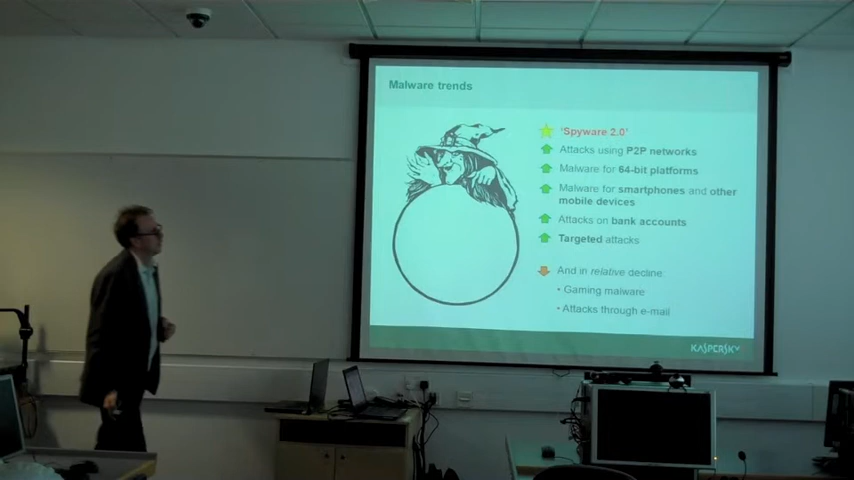 Malware trends
'Spyware 2.0'
Attacks using P2P networks
Malware for 64-bit platforms
Malware for smartphones and other
mobile devices
Attacks on bank accounts
Targeted attacks
And in relative decline
• Gaming malware
• Attacks through e-mail
KASPERSKY